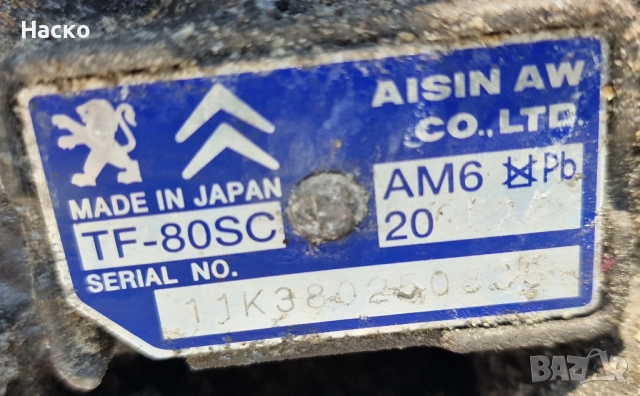 Наско
AISIN AW
CO.,LTD.
MADE IN JAPAN
TF-80SC
AM6 Pb
20
SERIAL NO.
bazar